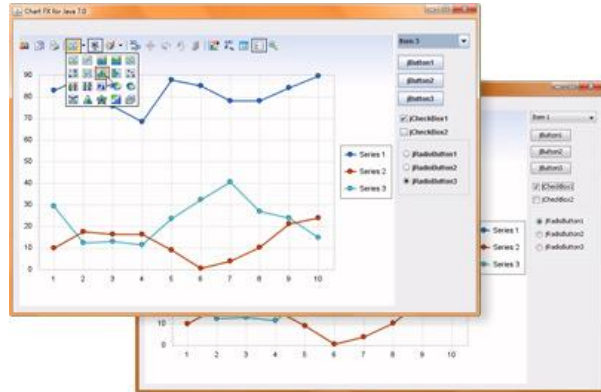 Chart FX for Java 7.0
Item 3
jButton1
jButton2
jButton3
jCheckBox1
jCheckBox2
jRadioButton1
jRadioButton2
jRadioButton3
90
80
60
50
40
30
20
10
0
1 2 3 4 5 6 7 8 9 10
Series 1
Series 2
Series 3
Item 1
jButton1
jButton2
jButton3
jCheckBox1
jCheckBox2
jRadioButton1
jRadioButton2
jRadioButton3
Series 1
Series 2
Series 3
10
0
1 2 3 4 5 6 7 8 9 10